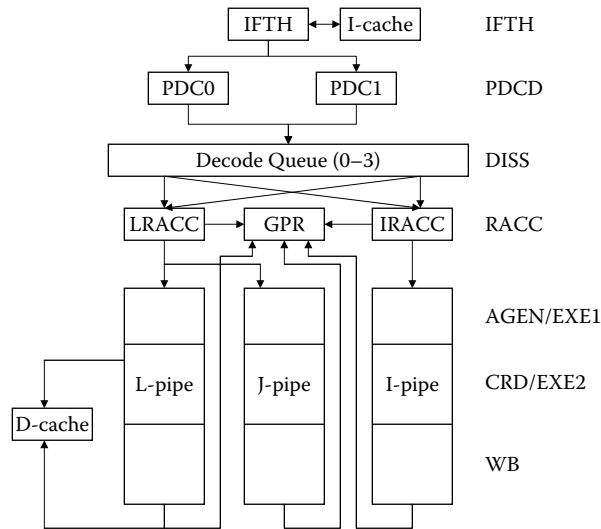 IFTH I-cache IFTH
PDC0 PDC1 PDCD
Decode Queue (0–3) DISS
LRACC GPR IRACC RACC
AGEN/EXE1
L-pipe J-pipe I-pipe CRD/EXE2
D-cache
WB